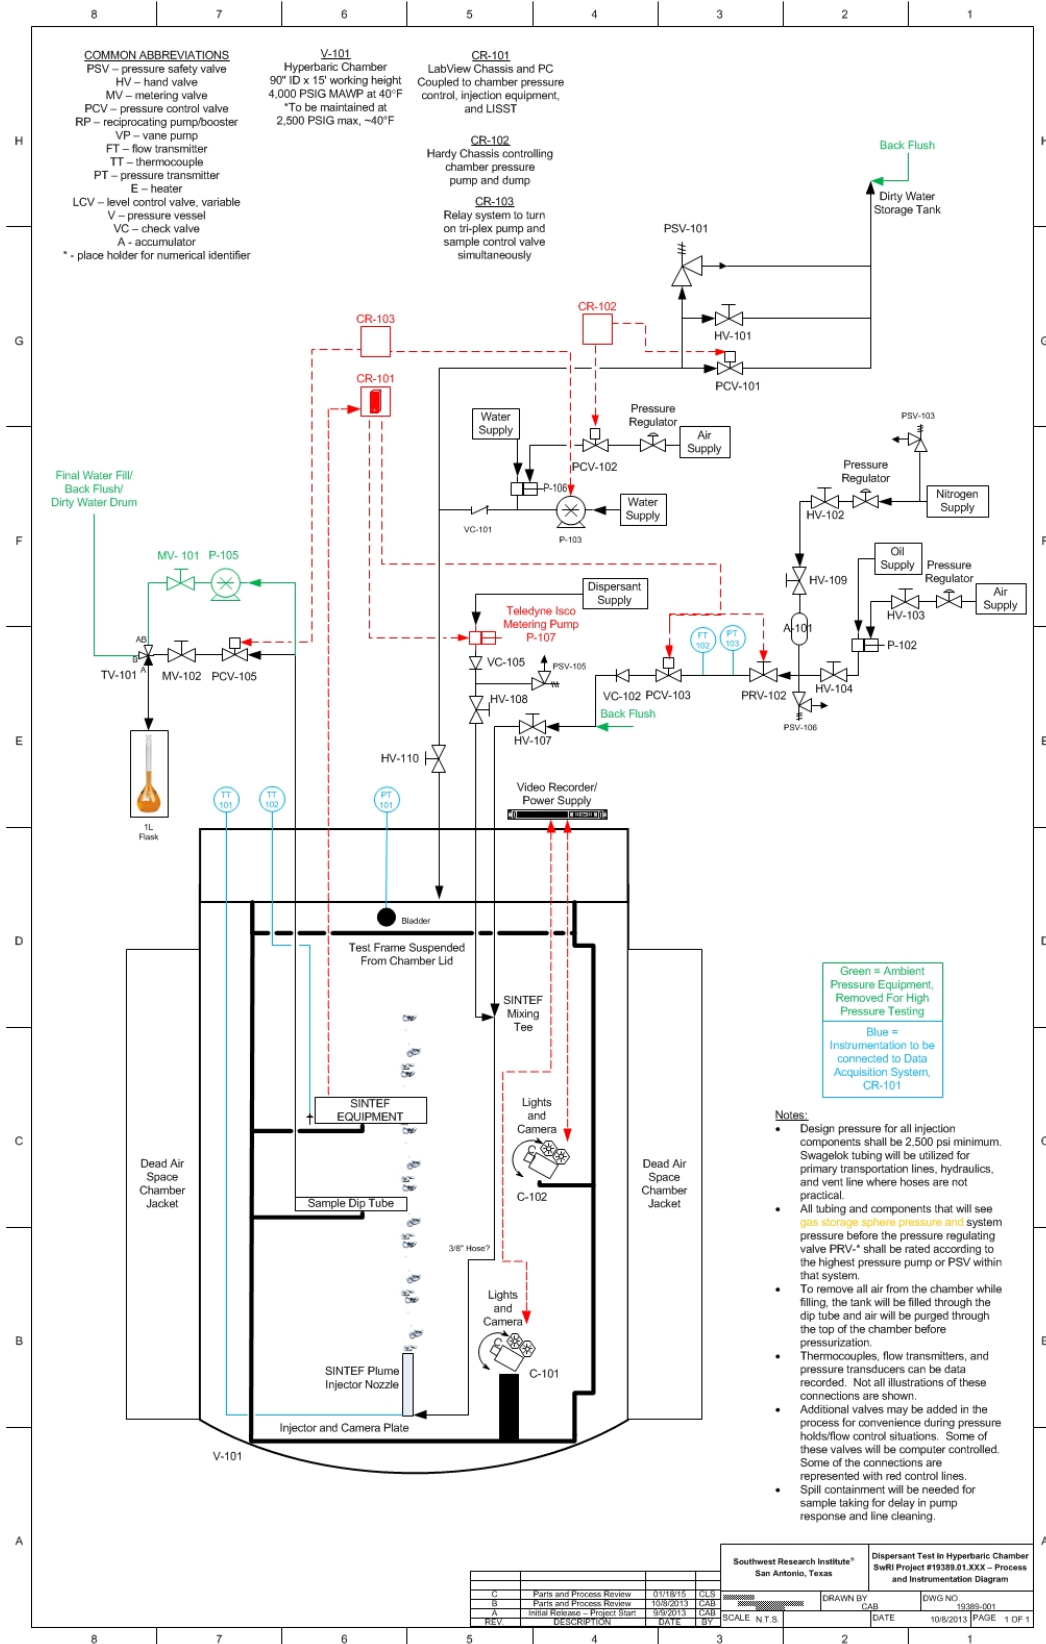 8 7 6 5 4 3 2 1
COMMON ABBREVIATIONS
PSV – pressure safety valve
HV – hand valve
MV – metering valve
PCV – pressure control valve
RP – reciprocating pump/booster
VP – vane pump
FT – flow transmitter
TT – thermocouple
PT – pressure transmitter
E – heater
LCV – level control valve, variable
V – pressure vessel
VC – check valve
A - accumulator
* - place holder for numerical identifier
V-101
Hyperbaric Chamber
90" ID x 15' working height
4,000 PSIG MAWP at 40°F
*To be maintained at
2,500 PSIG max, ~40°F
CR-101
LabView Chassis and PC
Coupled to chamber pressure
control, injection equipment,
and LISST
CR-102
Hardy Chassis controlling
chamber pressure
pump and dump
CR-103
Relay system to turn
on tri-plex pump and
sample control valve
simultaneously
H
H
Back Flush
Dirty Water
Storage Tank
PSV-101
HV-101
PCV-101
CR-103
CR-102
CR-101
G
G
Water
Supply
Pressure
Regulator
Air
Supply
PCV-102
P-106
Water
Supply
VC-101
P-103
PSV-103
Pressure
Regulator
Nitrogen
Supply
HV-102
Final Water Fill/
Back Flush/
Dirty Water Drum
F
F
MV- 101
P-105
Oil
Supply
Pressure
Regulator
Air
Supply
HV-109
HV-103
A-101
P-102
Dispersant
Supply
Teledyne Isco
Metering Pump
P-107
FT
102
PT
103
AB
B
A
TV-101
MV-102
PCV-105
VC-105
PSV-105
HV-108
VC-102
PCV-103
PRV-102
HV-104
PSV-106
Back Flush
HV-107
HV-110
E
E
1L
Flask
TT
101
TT
102
PT
101
Video Recorder/
Power Supply
Bladder
Test Frame Suspended
From Chamber Lid
D
D
SINTEF
Mixing
Tee
Green = Ambient
Pressure Equipment,
Removed For High
Pressure Testing
Blue =
Instrumentation to be
connected to Data
Acquisition System,
CR-101
SINTEF
EQUIPMENT
Lights
and
Camera
C-102
C
C
Dead Air
Space
Chamber
Jacket
Dead Air
Space
Chamber
Jacket
Sample Dip Tube
3/8" Hose?
Lights
and
Camera
C-101
B
B
SINTEF Plume
Injector Nozzle
Injector and Camera Plate
V-101
Notes:
• Design pressure for all injection
components shall be 2,500 psi minimum.
Swagelok tubing will be utilized for
primary transportation lines, hydraulics,
and vent line where hoses are not
practical.
• All tubing and components that will see
gas storage sphere pressure and system
pressure before the pressure regulating
valve PRV-* shall be rated according to
the highest pressure pump or PSV within
that system.
• To remove all air from the chamber while
filling, the tank will be filled through the
dip tube and air will be purged through
the top of the chamber before
pressurization.
• Thermocouples, flow transmitters, and
pressure transducers can be data
recorded. Not all illustrations of these
connections are shown.
• Additional valves may be added in the
process for convenience during pressure
holds/flow control situations. Some of
these valves will be computer controlled.
Some of the connections are
represented with red control lines.
• Spill containment will be needed for
sample taking for delay in pump
response and line cleaning.
A
A
Southwest Research Institute®
San Antonio, Texas
Dispersant Test in Hyperbaric Chamber
SwRI Project #19389.01.XXX – Process
and Instrumentation Diagram
C Parts and Process Review 01/18/15 CLS
B Parts and Process Review 10/8/2013 CAB
A Initial Release – Project Start 9/9/2013 CAB
REV. DESCRIPTION DATE BY
DRAWN BY
CAB
DWG NO.
19389-001
SCALE N.T.S.
DATE 10/8/2013
PAGE 1 OF 1
8 7 6 5 4 3 2 1